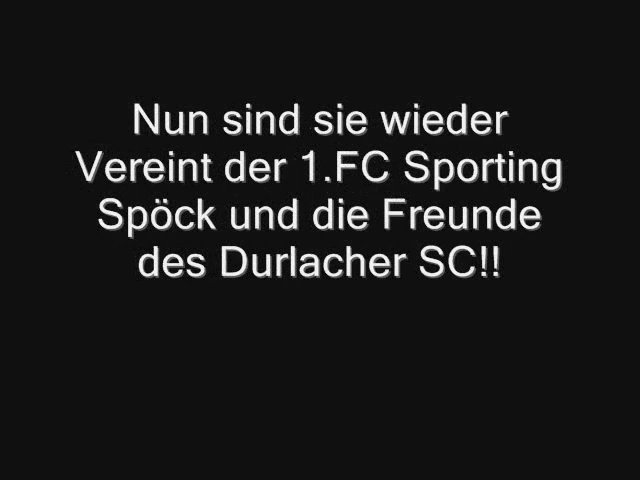 Nun sind sie wieder
Vereint der 1.FC Sporting
Spöck und die Freunde
des Durlacher SC!!